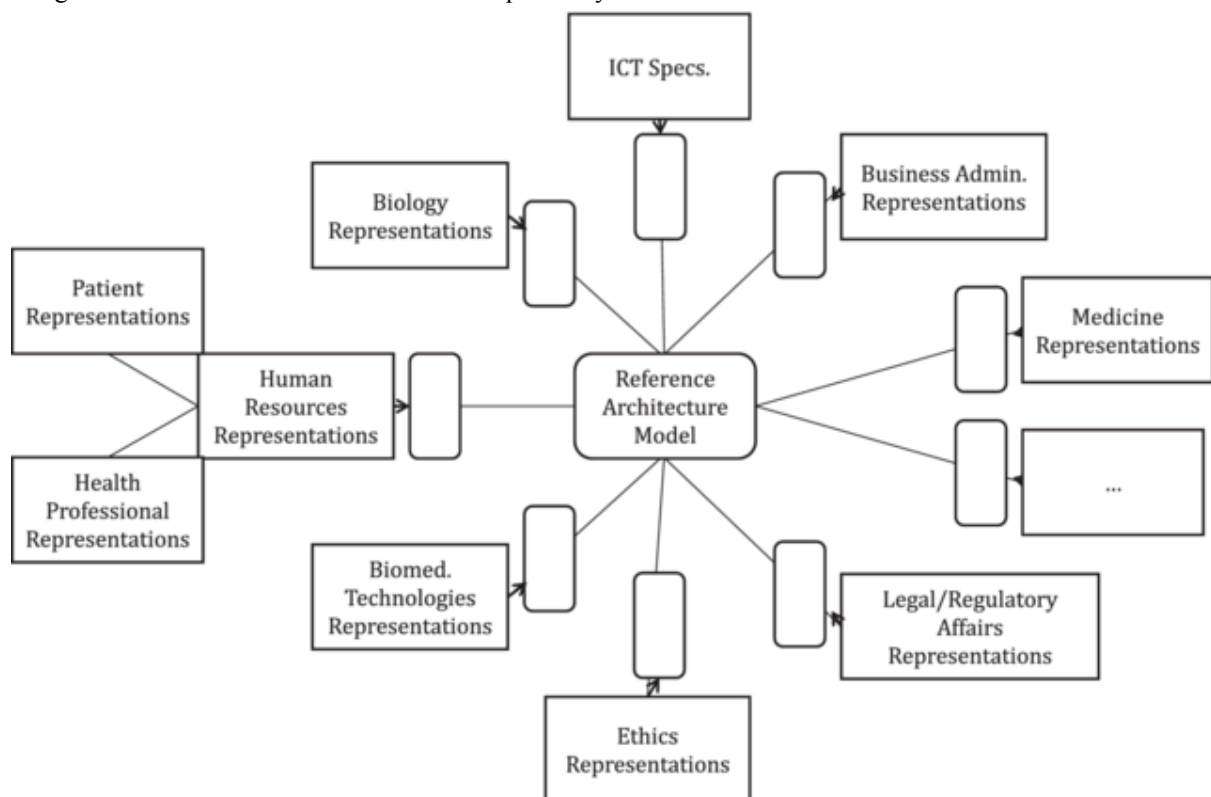 ICT Specs.
Business Admin.
Representations
Biology
Representations
Patient
Representations
Medicine
Representations
Human
Resources
Representations
Reference
Architecture
Model
Health
Professional
Representations
...
Biomed.
Technologies
Representations
Legal/Regulatory
Affairs
Representations
Ethics
Representations